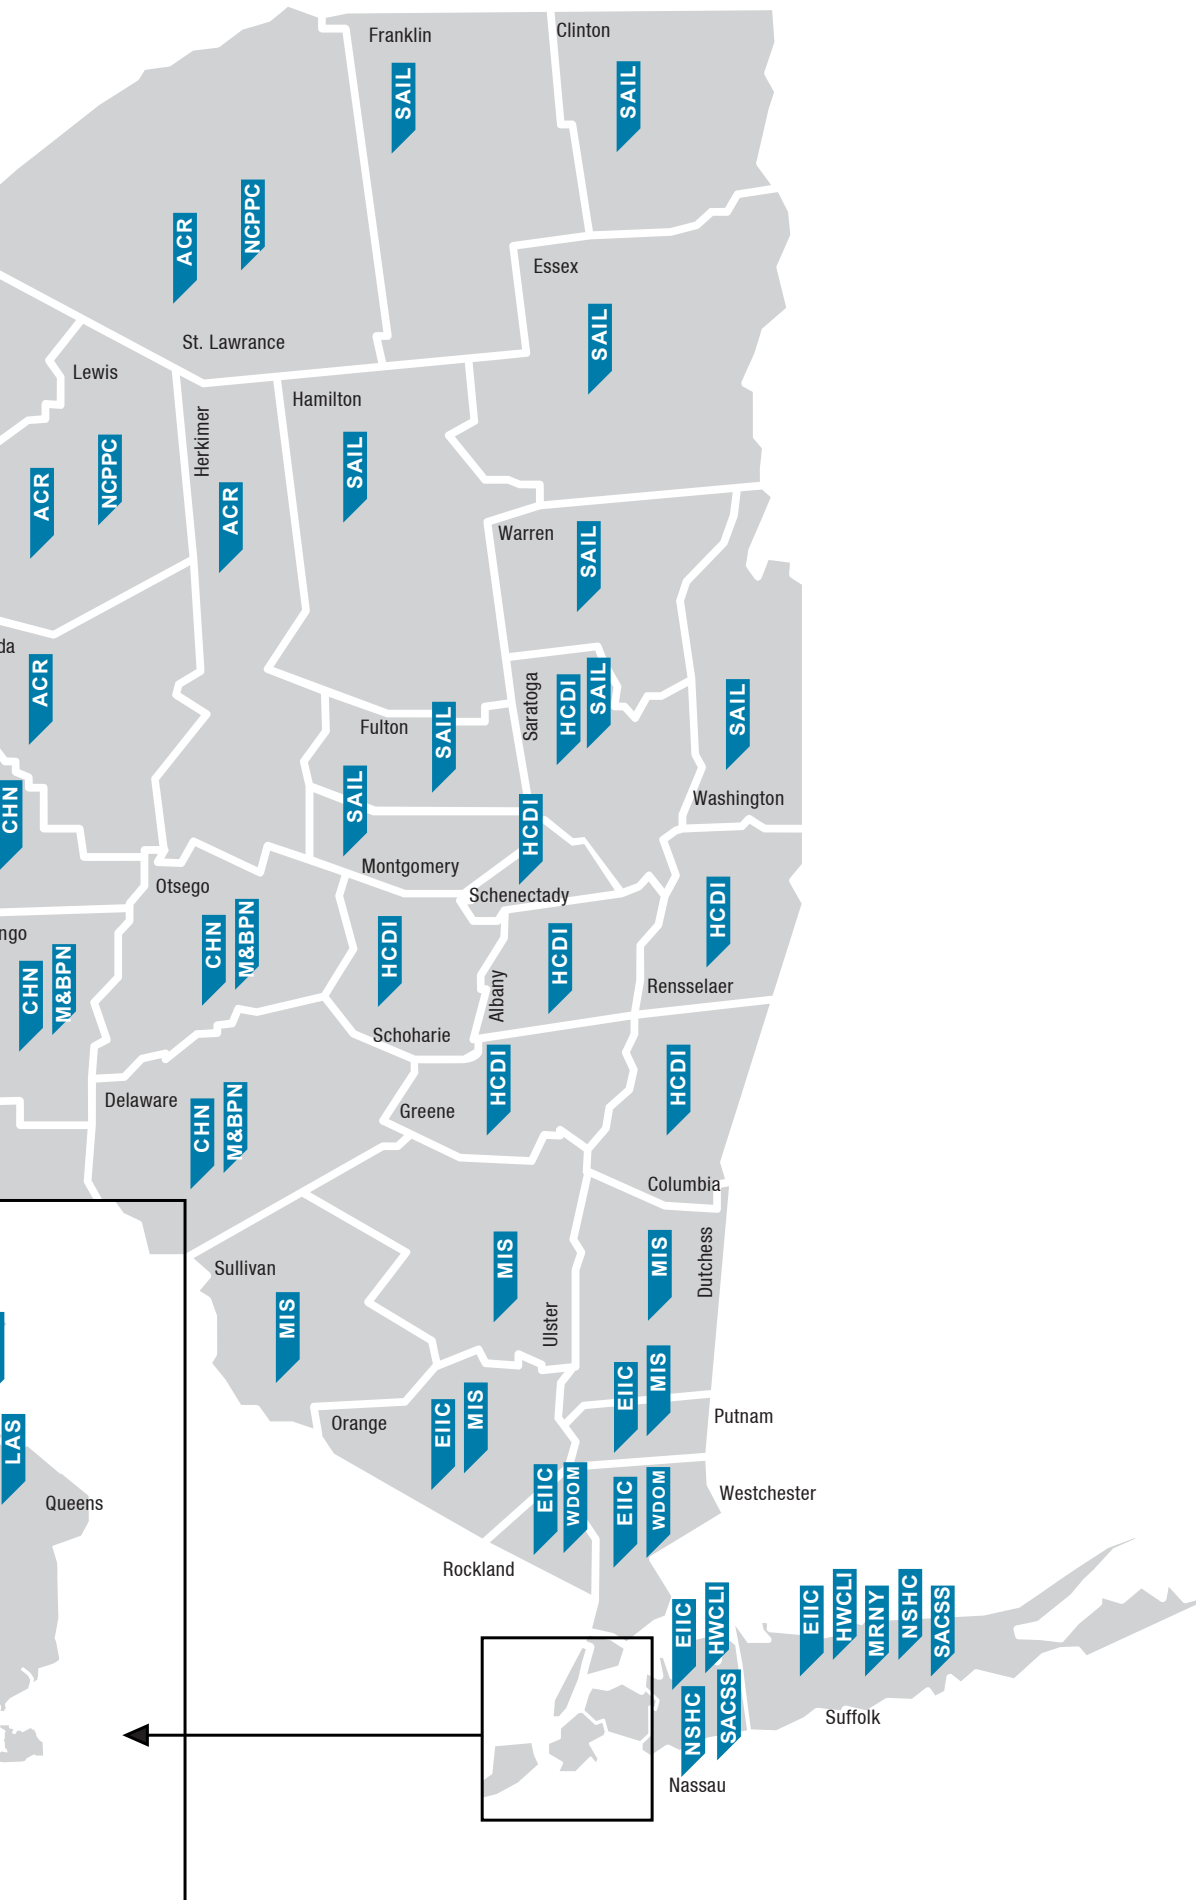 Franklin
Clinton
SAIL
SAIL
ACR
NCPPC
Essex
SAIL
St. Lawrance
Lewis
Hamilton
Herkimer
ACR
NCPPC
ACR
SAIL
Warren
SAIL
da
ACR
Fulton
SAIL
Saratoga
HCDI
SAIL
SAIL
Washington
CHN
SAIL
HCDI
Montgomery
Schenectady
Otsego
CHN
M&BPN
HCDI
HCDI
HCDI
ngo
CHN
M&BPN
Albany
Rensselaer
Schoharie
HCDI
HCDI
Delaware
CHN
M&BPN
Greene
Columbia
Sullivan
MIS
MIS
Ulster
MIS
Dutchess
EIIC
MIS
Putnam
Orange
EIIC
MIS
LAS
Queens
EIIC
WDOM
EIIC
WDOM
Westchester
Rockland
EIIC
HWCLI
NSHC
SACSS
Nassau
EIIC
HWCLI
MRNY
NSHC
SACSS
Suffolk